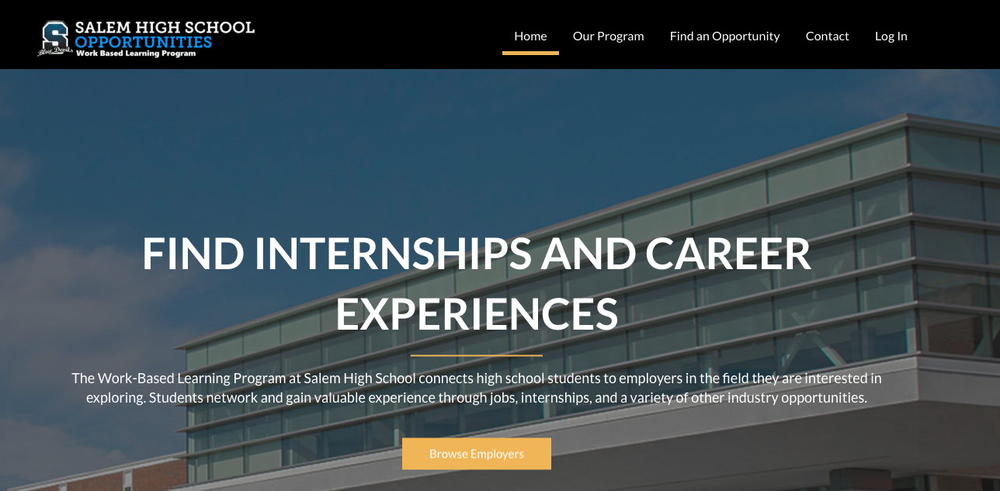 S
Blue Devils
SALEM HIGH SCHOOL
OPPORTUNITIES
Work Based Learning Program
Home
Our Program
Find an Opportunity
Contact
Log In
FIND INTERNSHIPS AND CAREER
EXPERIENCES
The Work-Based Learning Program at Salem High School connects high school students to employers in the field they are interested in
exploring. Students network and gain valuable experience through jobs, internships, and a variety of other industry opportunities.
Browse Employers